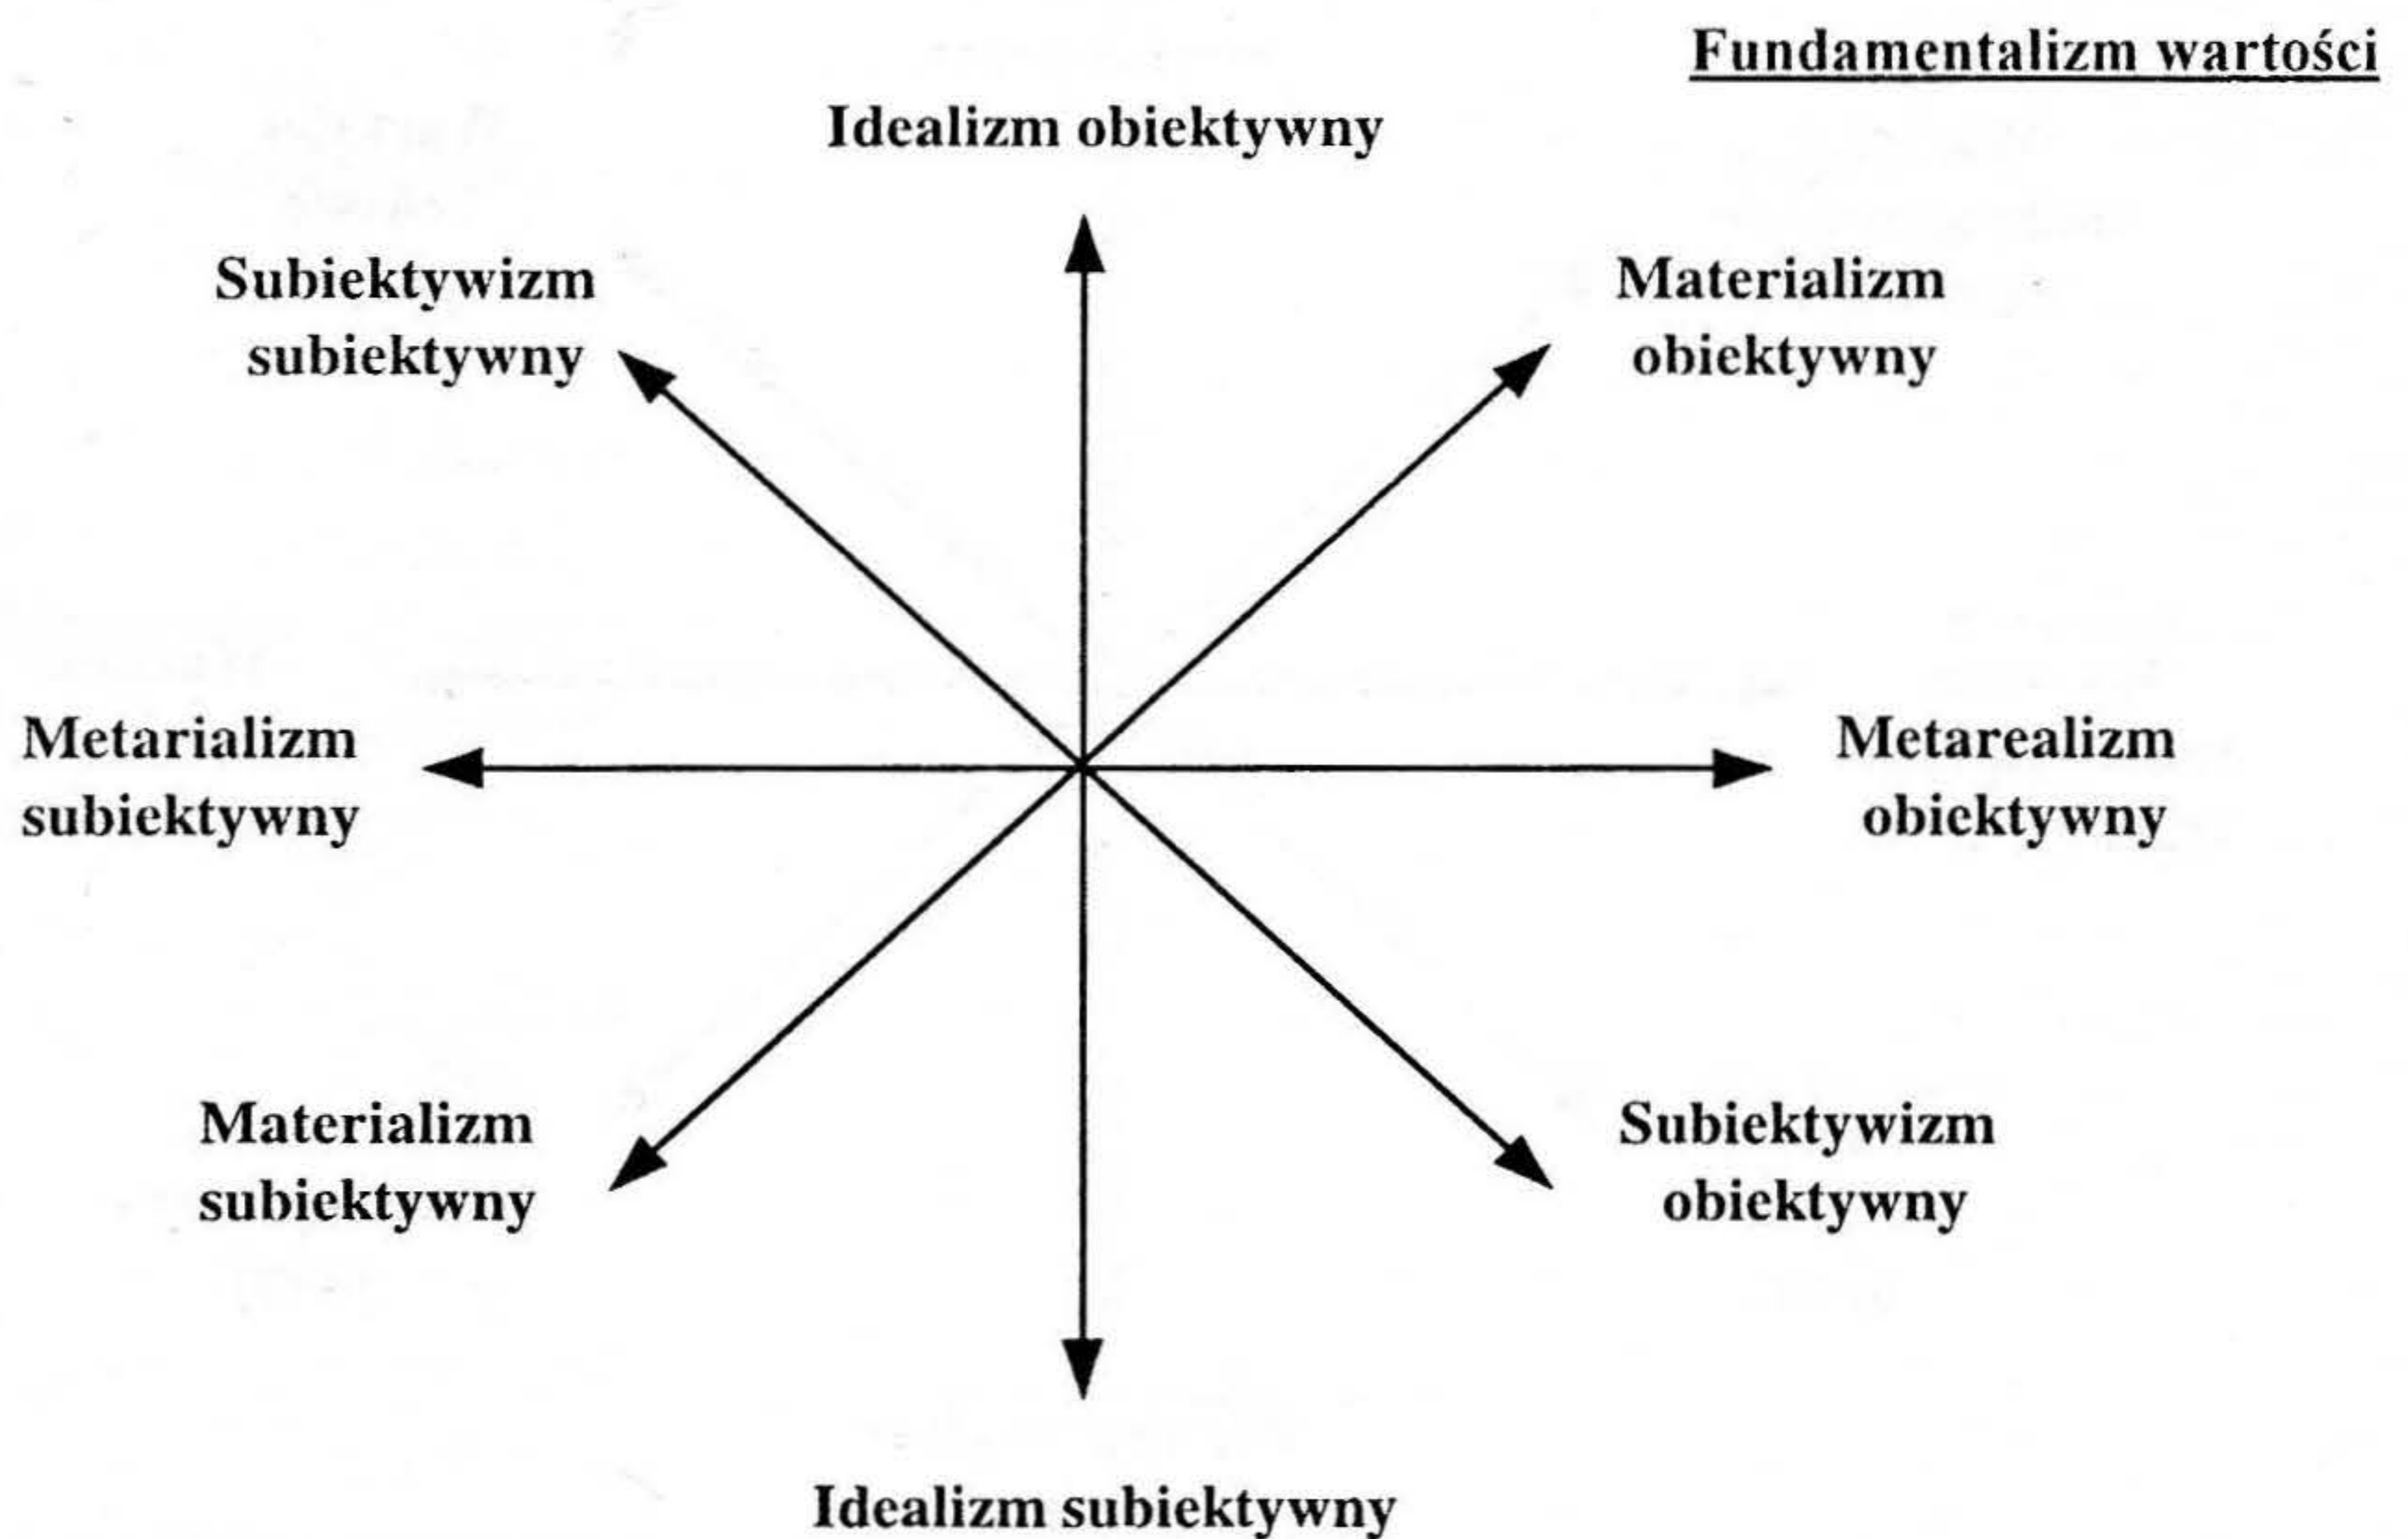 Fundamentalizm wartości
Idealizm obiektywny
Subiektywizm
subiektywny
Materializm
obiektywny
Metarializm
subiektywny
Metarealizm
obiektywny
Materializm
subiektywny
Subiektywizm
obiektywny
Idealizm subiektywny